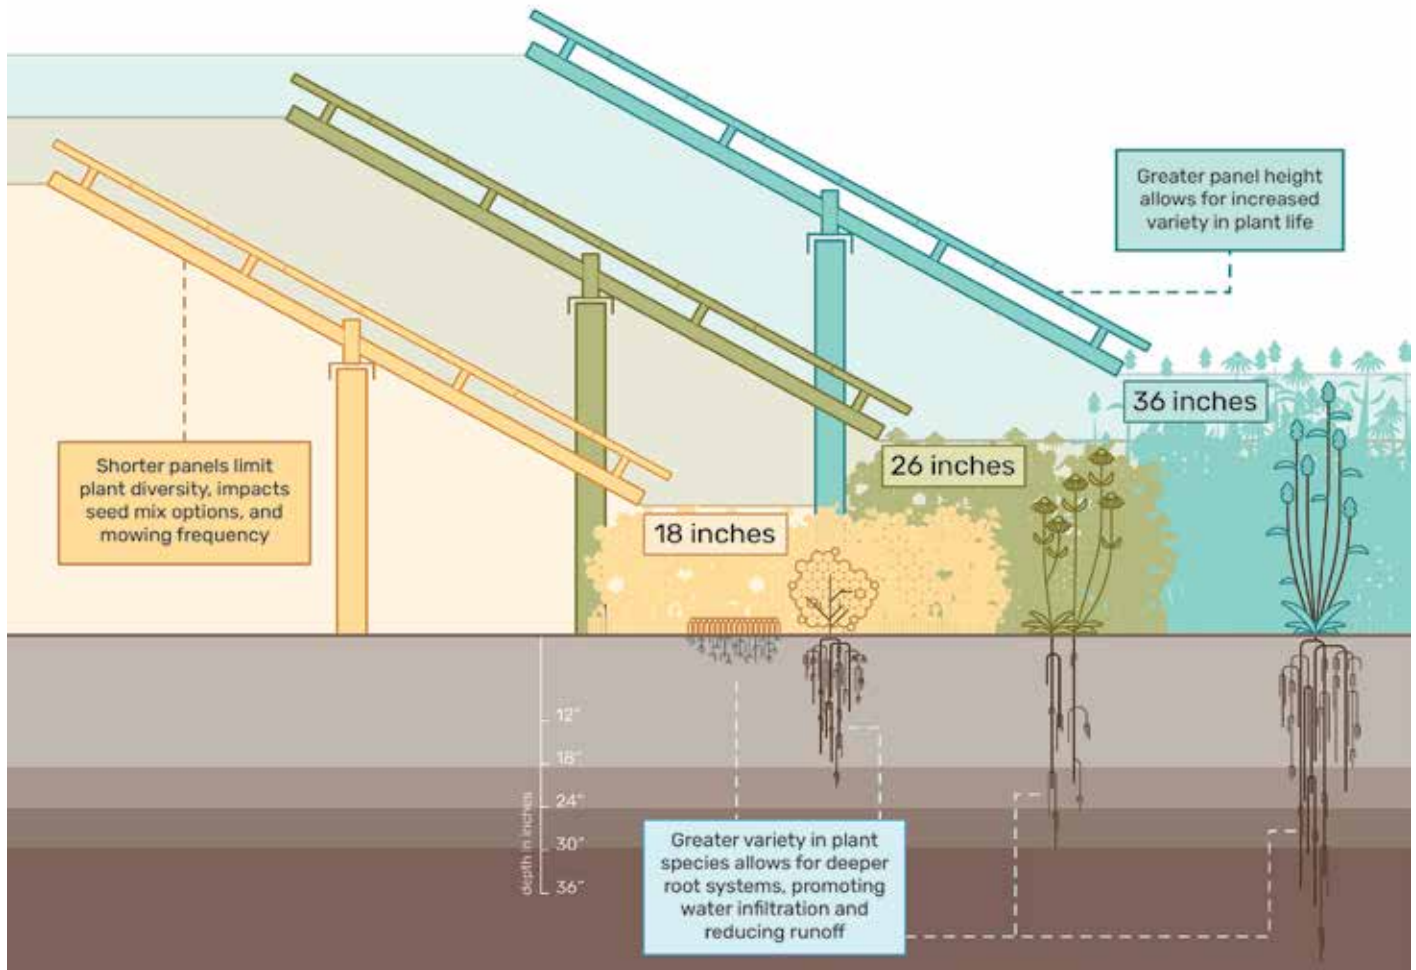 Greater panel height
allows for increased
variety in plant life
36 inches
26 inches
Shorter panels limit
plant diversity, impacts
seed mix options, and
mowing frequency
18 inches
12"
18"
24"
30"
36"
depth in inches
Greater variety in plant
species allows for deeper
root systems, promoting
water infiltration and
reducing runoff